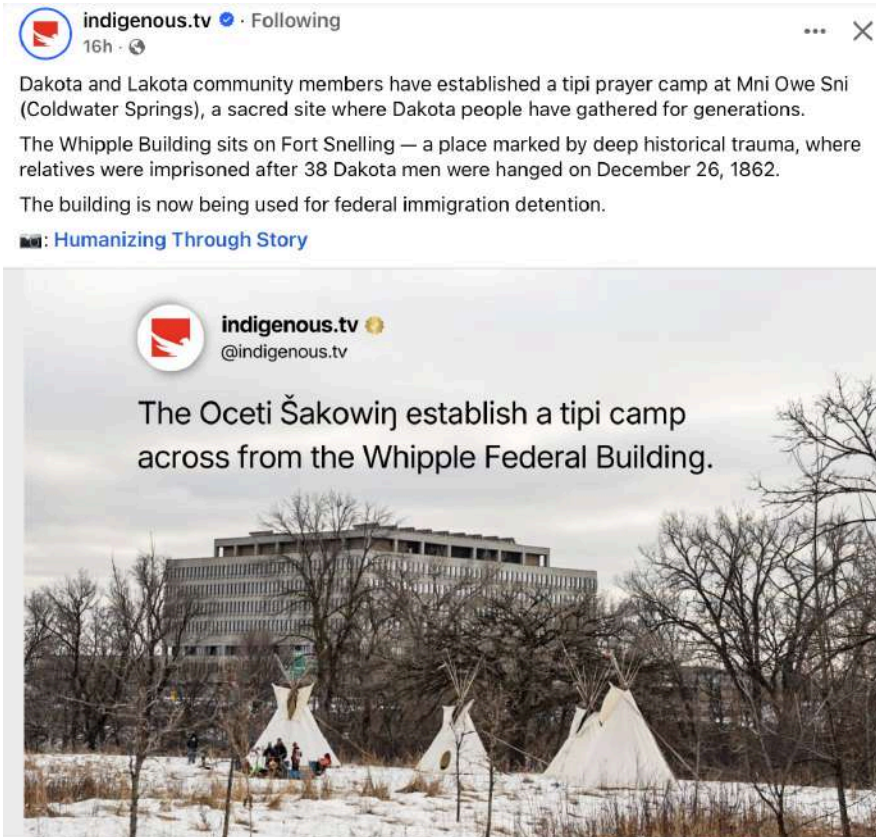 indigenous.tv · Following
16h ·
Dakota and Lakota community members have established a tipi prayer camp at Mni Owe Sni
(Coldwater Springs), a sacred site where Dakota people have gathered for generations.
The Whipple Building sits on Fort Snelling — a place marked by deep historical trauma, where
relatives were imprisoned after 38 Dakota men were hanged on December 26, 1862.
The building is now being used for federal immigration detention.
📷: Humanizing Through Story
indigenous.tv
@indigenous.tv
The Oceti Šakowiŋ establish a tipi camp
across from the Whipple Federal Building.